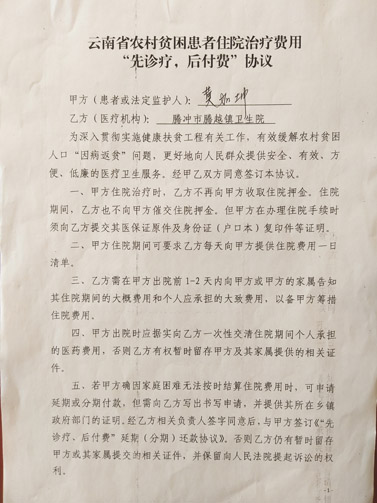 云南省农村贫困患者住院治疗费用
“先诊疗，后付费”协议
甲方（患者或法定监护人）： 黄
乙方（医疗机构）： 腾冲市腾越镇卫生院
为深入贯彻实施健康扶贫工程有关工作，有效缓解农村贫困
人口“因病返贫”问题，更好地向人民群众提供安全、有效、方
便、低廉的医疗卫生服务。经甲乙双方同意签订本协议。
一、甲方住院治疗时，乙方不再向甲方收取住院押金。住院
期间，乙方也不向甲方催交住院押金。但甲方在办理住院手续时
须向乙方提交其医保证原件及身份证（户口本）复印件等证明。
二、甲方住院期间可要求乙方每天向甲方提供住院费用一日
清单。
三、乙方需在甲方出院前1-2天内向甲方或甲方的家属告知
其住院期间的大概费用和个人应承担的大致费用，以备甲方筹措
住院费用。
四、甲方出院时应据实向乙方一次性交清住院期间个人承担
的医药费用，否则乙方有权暂时留存甲方及其家属提供的相关证
件。
五、若甲方确因家庭困难无法按时结算住院费用时，可申请
延期或分期付款，但需向乙方写出书写申请，并提供其所在乡镇
政府部门的证明。经乙方相关负责人签字同意后，与甲方签订《“先
诊疗、后付费”延期（分期）还款协议》。否则乙方仍有暂时留存
甲方或其家属提交的相关证件，并保留向人民法院提起诉讼的权
利。
-1-